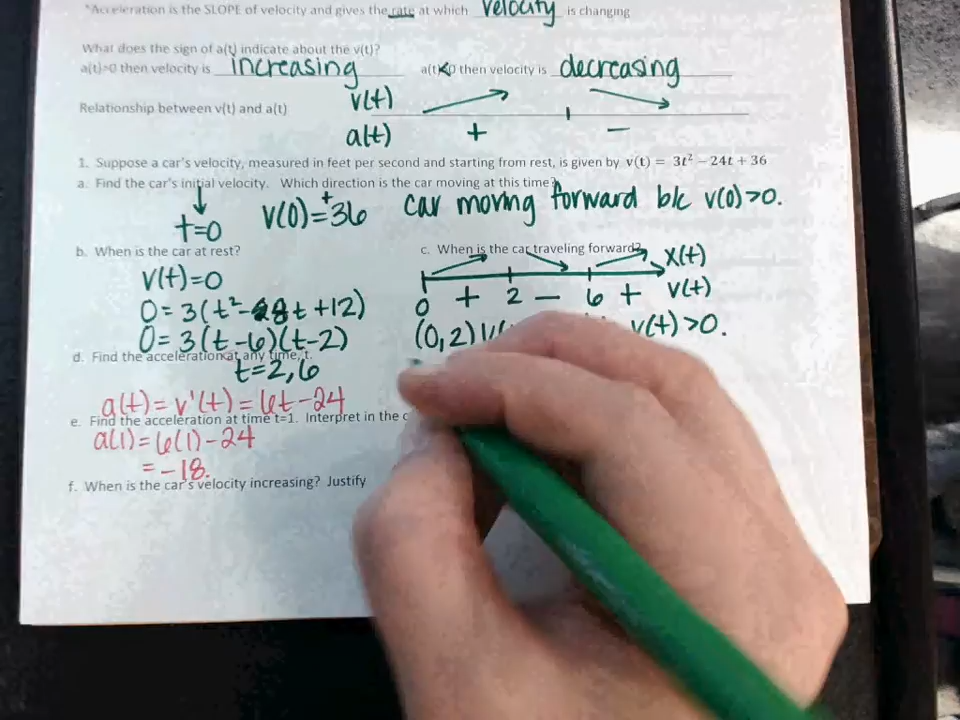 *Acceleration is the SLOPE of velocity and gives the rate at which velocity is changing
What does the sign of a(t) indicate about the v(t)?
a(t)>0 then velocity is increasing a(t)<0 then velocity is decreasing
v(t)
Relationship between v(t) and a(t)
a(t) + −
1. Suppose a car's velocity, measured in feet per second and starting from rest, is given by v(t) = 3t² − 24t + 36
a. Find the car's initial velocity. Which direction is the car moving at this time?
t=0 v(0)=+36 car moving forward b/c v(0)>0.
b. When is the car at rest? c. When is the car traveling forward?
v(t)=0 x(t)
0 + 2 − 6 + v(t)
0=3(t²-8t+12)
0=3(t-6)(t-2) (0,2) v(t)>0.
d. Find the acceleration at any time, t.
t=2,6
a(t)=v'(t)=6t-24
e. Find the acceleration at time t=1. Interpret in the
a(1)=6(1)-24
=-18.
f. When is the car's velocity increasing? Justify